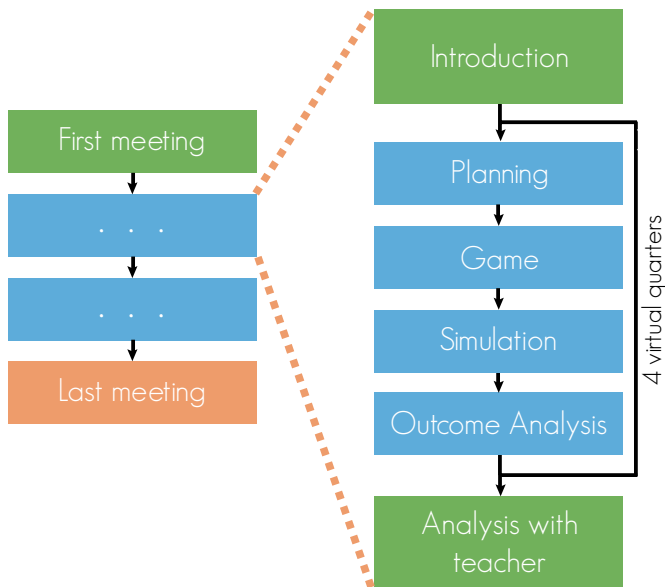 First meeting
. . .
. . .
Last meeting
Introduction
Planning
Game
Simulation
Outcome Analysis
4 virtual quarters
Analysis with
teacher